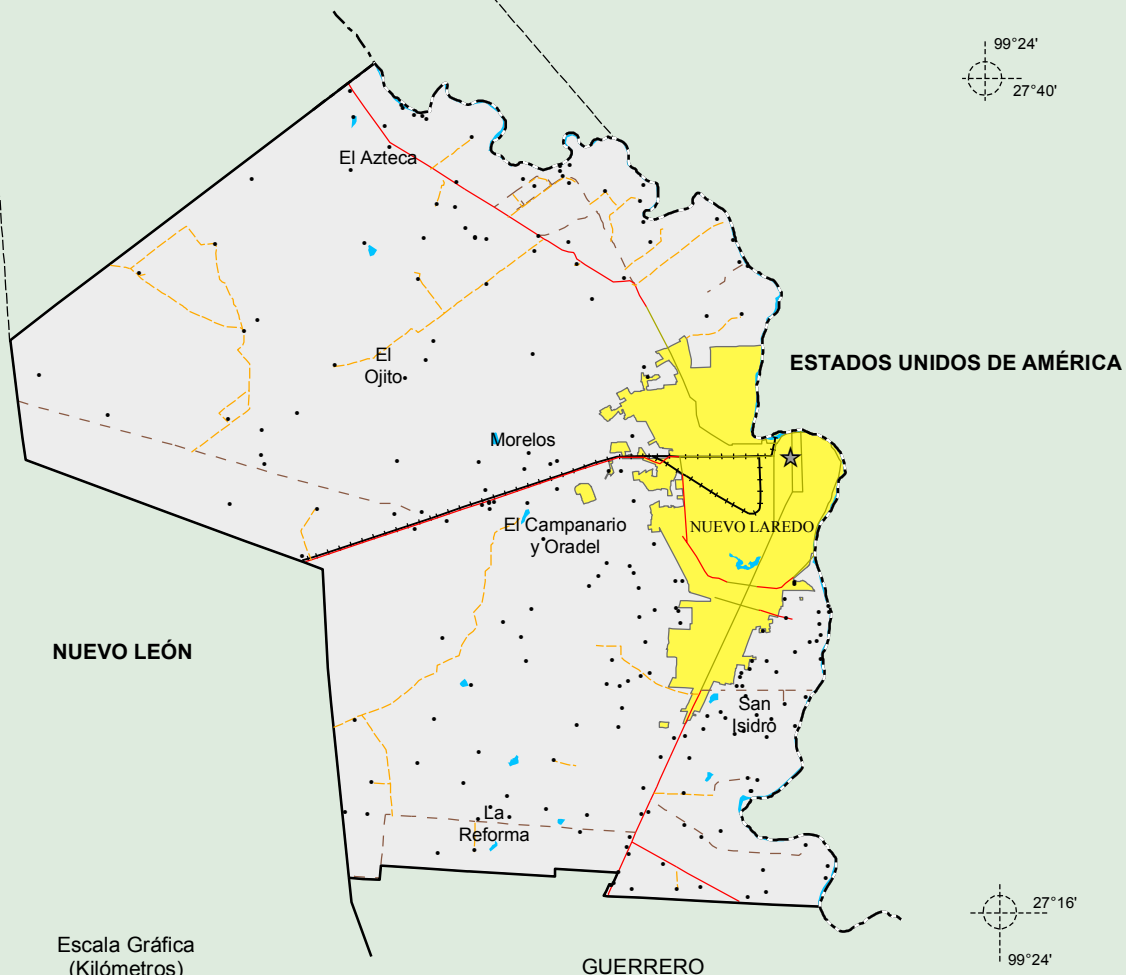 99°24'
27°40'
El Azteca
El
Ojito
ESTADOS UNIDOS DE AMÉRICA
Morelos
El Campanario
y Oradel
NUEVO LAREDO
NUEVO LEÓN
San
Isidro
La
Reforma
27°16'
99°24'
Escala Gráfica
(Kilómetros)
GUERRERO